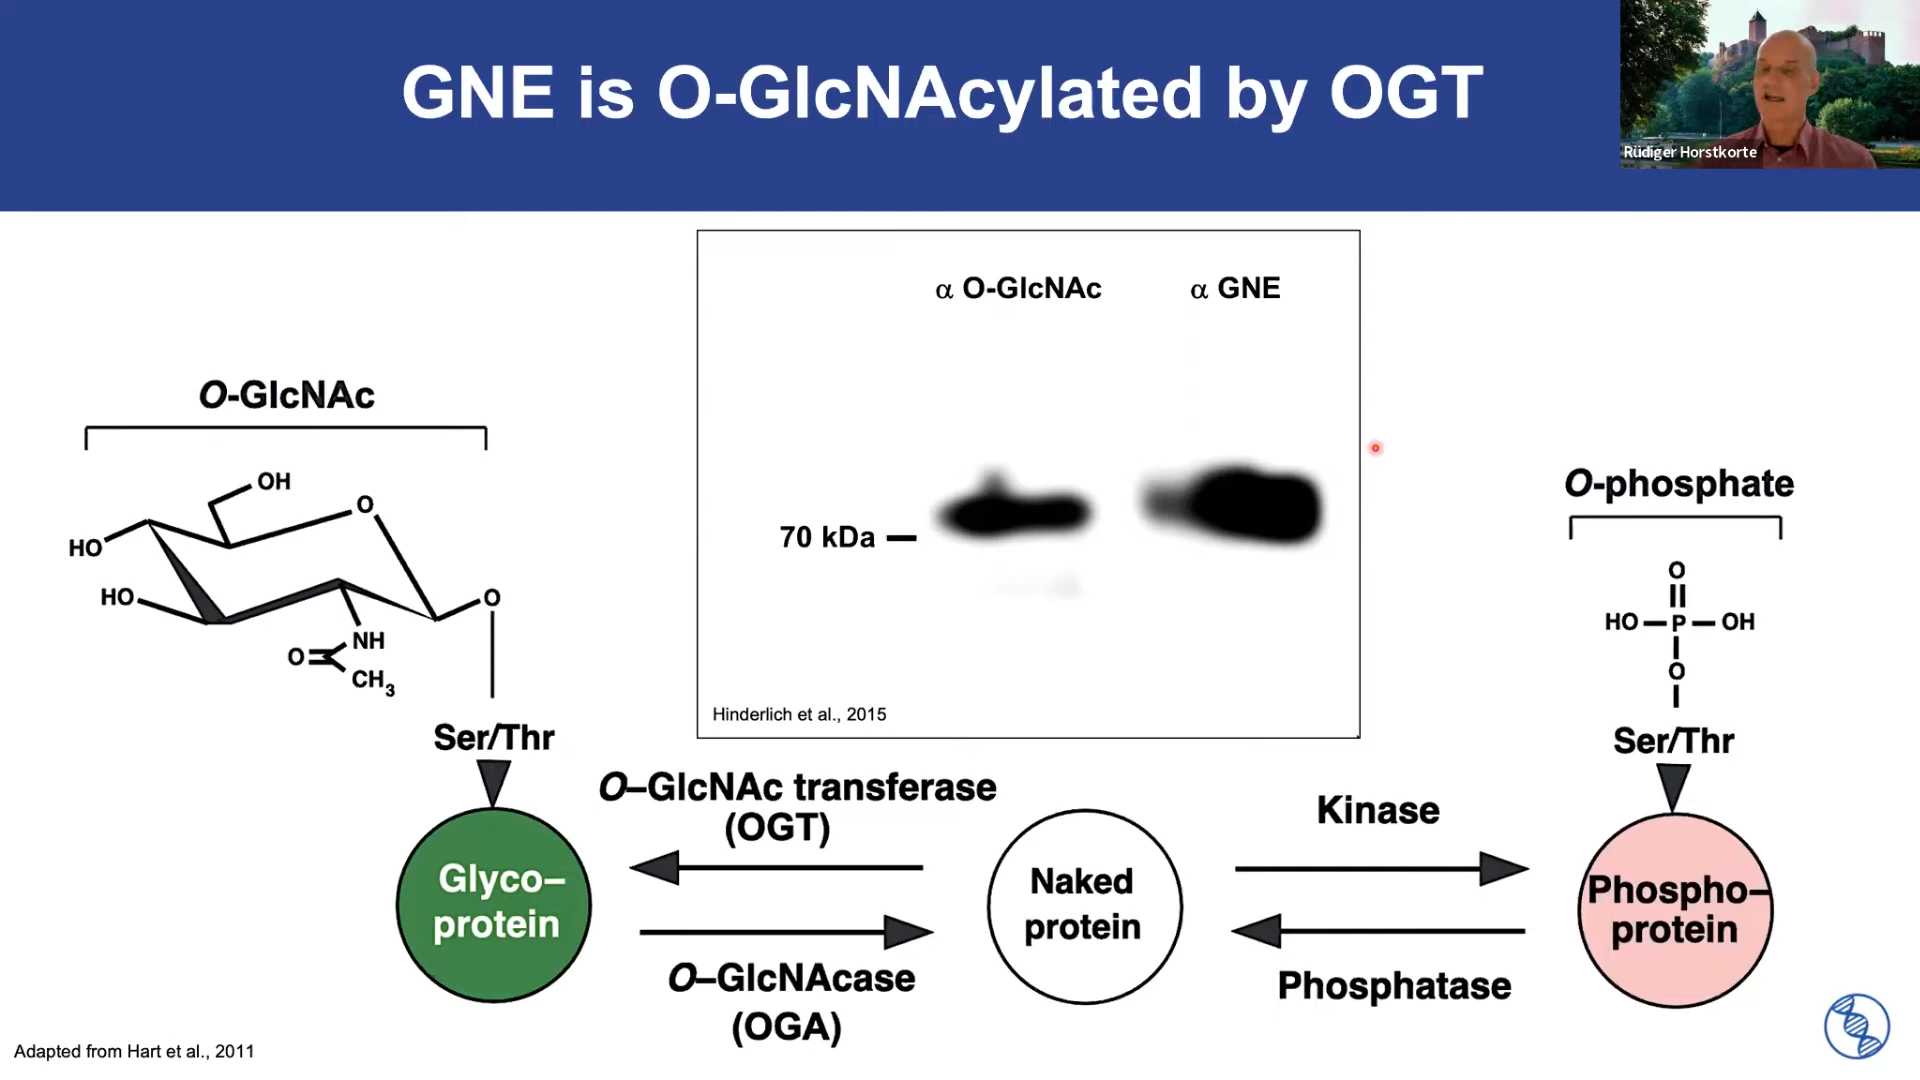 GNE is O-GlcNAcylated by OGT
Rüdiger Horstkorte
α O-GlcNAc
α GNE
70 kDa
Hinderlich et al., 2015
O-GlcNAc
OH
O
HO
HO
O
NH
O
CH3
Ser/Thr
O-phosphate
O
HO P OH
O
Ser/Thr
O–GlcNAc transferase
(OGT)
Kinase
Glyco–
protein
Naked
protein
Phospho–
protein
O–GlcNAcase
(OGA)
Phosphatase
Adapted from Hart et al., 2011